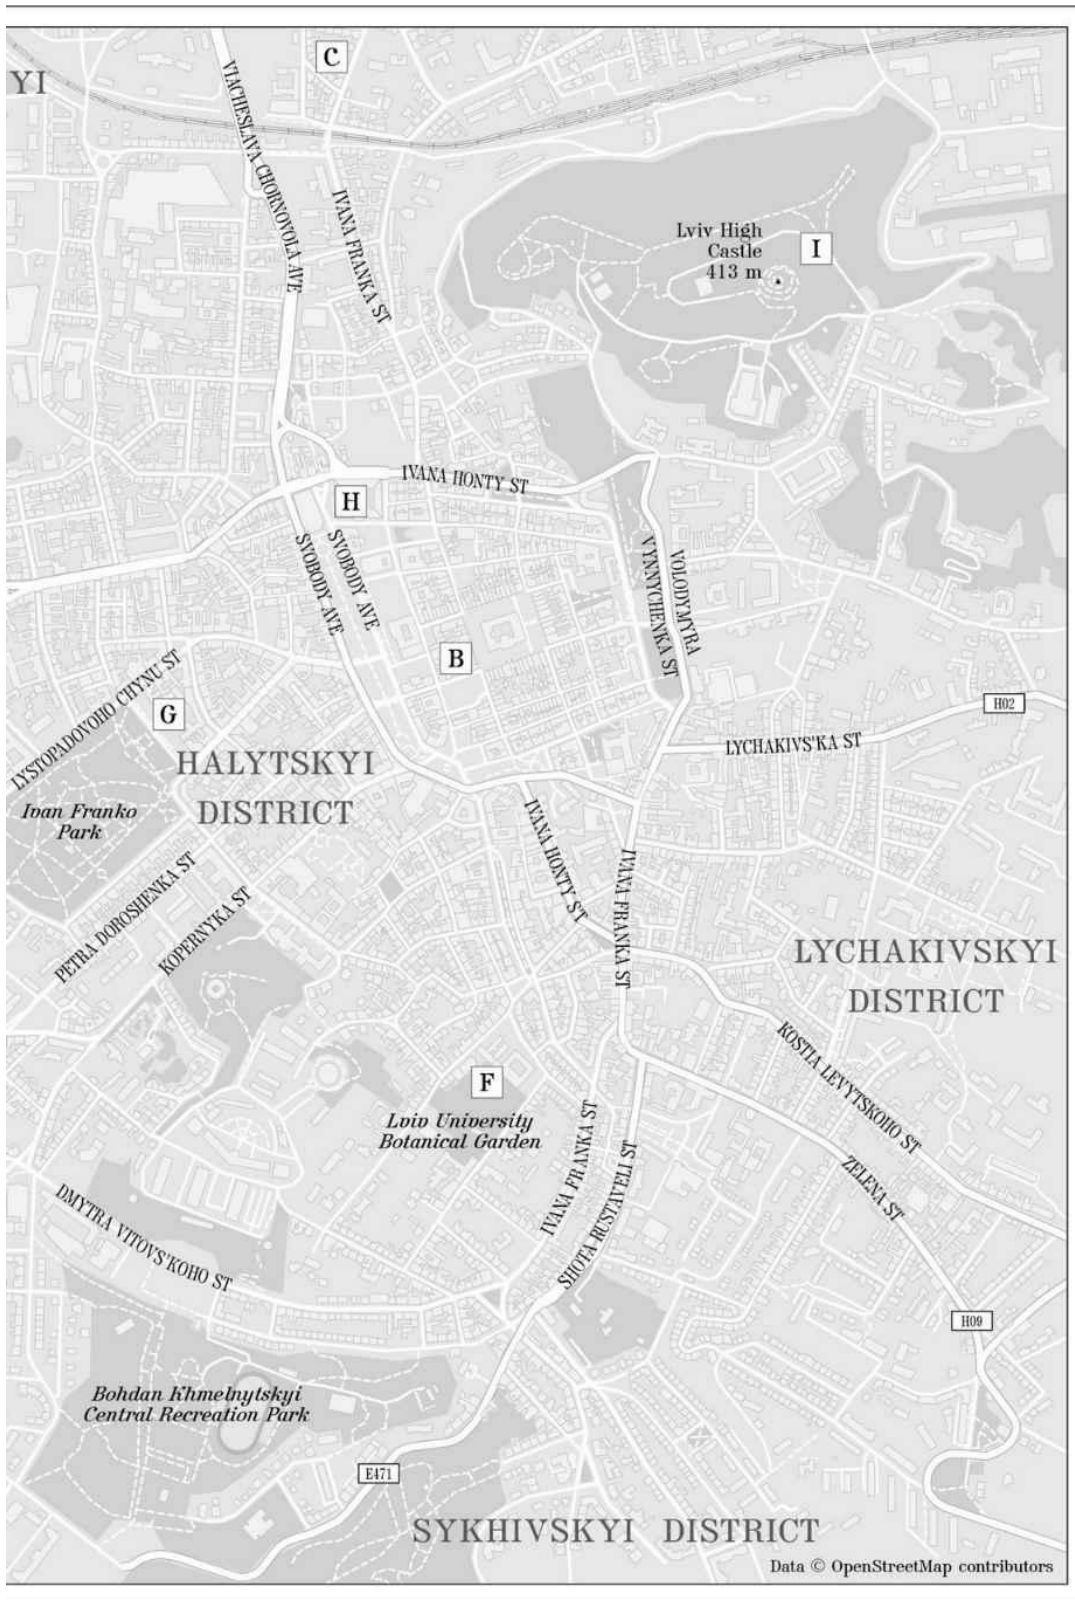 C
YI
VIACHESLAVA CHORNOVOLA AVE
IVANA FRANKA ST
Lviv High
Castle
413 m
I
IVANA HONTY ST
H
SVOBODY AVE
SVOBODY AVE
VOLODYMYRA
VYNNYCHENKA ST
B
LYSTOPADOVOHO CHYNU ST
G
H02
LYCHAKIVS'KA ST
HALYTSKYI
DISTRICT
Ivan Franko
Park
IVANA HONTY ST
IVANA FRANKA ST
PETRA DOROSHENKA ST
KOPERNYKA ST
LYCHAKIVSKYI
DISTRICT
KOSTIA LEVYTSKOHO ST
F
Lviv University
Botanical Garden
IVANA FRANKA ST
SHOTA RUSTAVELI ST
ZELENA ST
DMYTRA VITOVS'KOHO ST
H09
Bohdan Khmelnytskyi
Central Recreation Park
E471
SYKHIVSKYI DISTRICT
Data © OpenStreetMap contributors